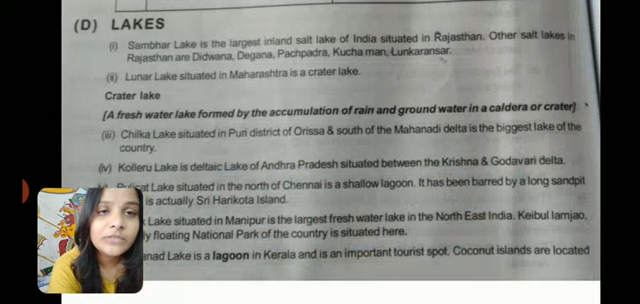 (D) LAKES
(i) Sambhar Lake is the largest inland salt lake of India situated in Rajasthan. Other salt lakes in
Rajasthan are Didwana, Degana, Pachpadra, Kucha man, Lunkaransar.
(ii) Lunar Lake situated in Maharashtra is a crater lake.
Crater lake
[A fresh water lake formed by the accumulation of rain and ground water in a caldera or crater]
(iii) Chilka Lake situated in Puri district of Orissa & south of the Mahanadi delta is the biggest lake of the
country.
(iv) Kolleru Lake is deltaic Lake of Andhra Pradesh situated between the Krishna & Godavari delta.
Lake situated in the north of Chennai is a shallow lagoon. It has been barred by a long sandpit
is actually Sri Harikota Island.
Lake situated in Manipur is the largest fresh water lake in the North East India. Keibul lamjao,
floating National Park of the country is situated here.
Lake is a lagoon in Kerala and is an important tourist spot. Coconut islands are located